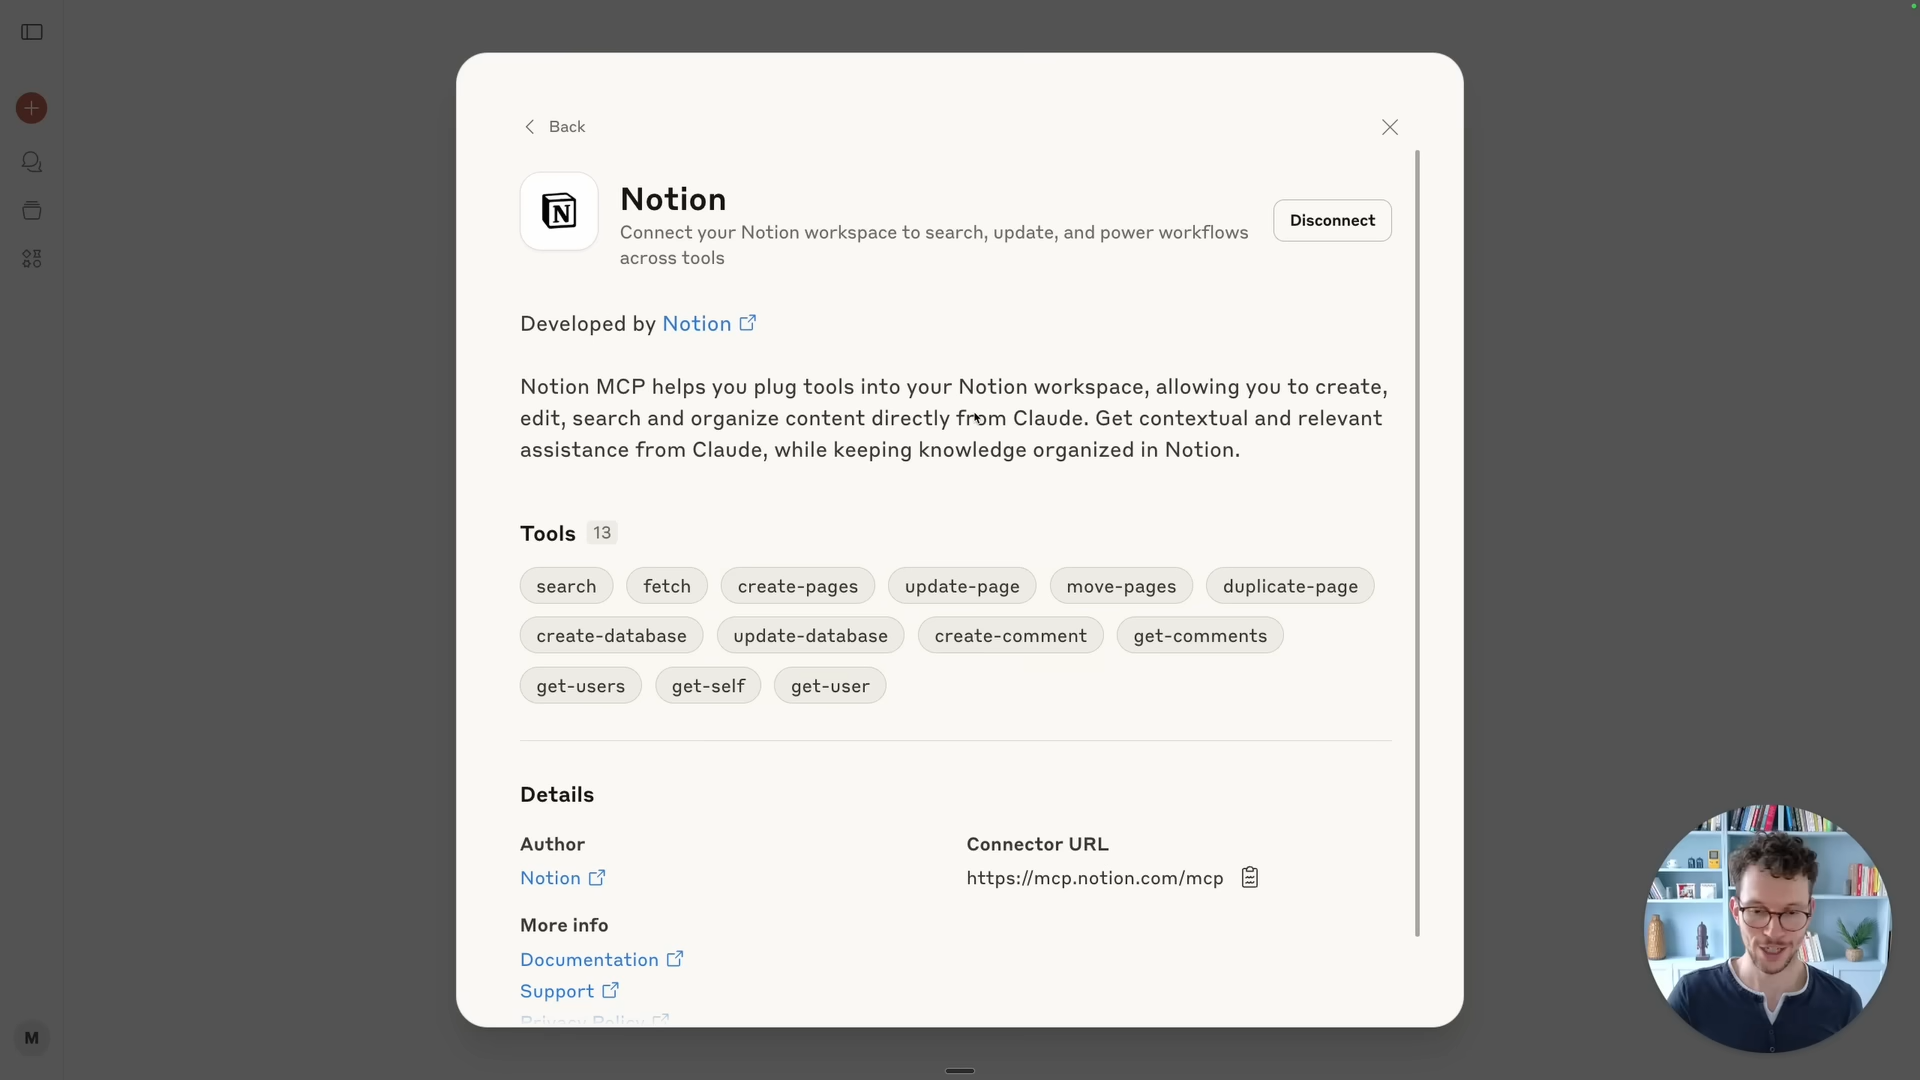 Back
Notion
Connect your Notion workspace to search, update, and power workflows
across tools
Disconnect
Developed by Notion
Notion MCP helps you plug tools into your Notion workspace, allowing you to create,
edit, search and organize content directly from Claude. Get contextual and relevant
assistance from Claude, while keeping knowledge organized in Notion.
Tools 13
search fetch create-pages update-page move-pages duplicate-page
create-database update-database create-comment get-comments
get-users get-self get-user
Details
Author
Notion
Connector URL
https://mcp.notion.com/mcp
More info
Documentation
Support
Privacy Policy
M